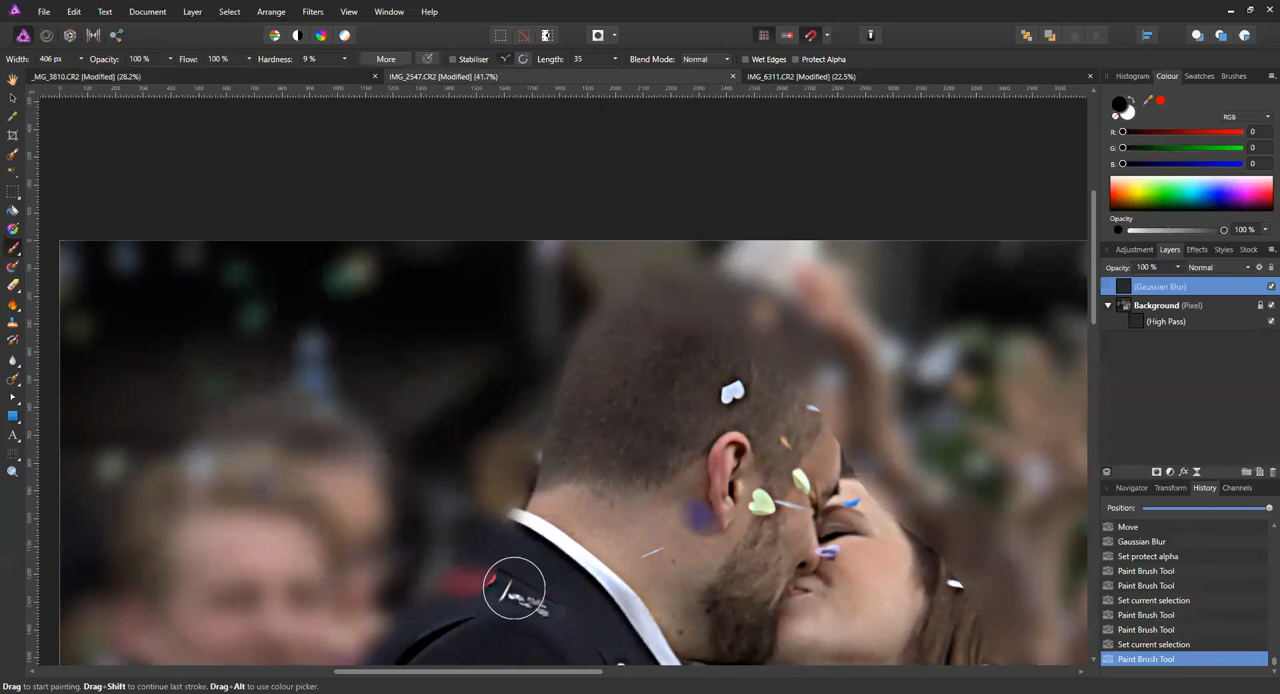 File Edit Text Document Layer Select Arrange Filters View Window Help
Width: 406 px Opacity: 100 % Flow: 100 % Hardness: 9 % More Stabiliser Length: 35 Blend Mode: Normal Wet Edges Protect Alpha
_MG_3810.CR2 [Modified] (28.2%) IMG_2547.CR2 [Modified] (41.7%) IMG_6311.CR2 [Modified] (22.5%)
Histogram Colour Swatches Brushes
RGB
R: 0
G: 0
B: 0
Opacity
100 %
Adjustment Layers Effects Styles Stock
Opacity: 100 % Normal
(Gaussian Blur)
Background (Pixel)
(High Pass)
Navigator Transform History Channels
Position:
Move
Gaussian Blur
Set protect alpha
Paint Brush Tool
Paint Brush Tool
Set current selection
Paint Brush Tool
Paint Brush Tool
Set current selection
Paint Brush Tool
Drag to start painting. Drag+Shift to continue last stroke. Drag+Alt to use colour picker.